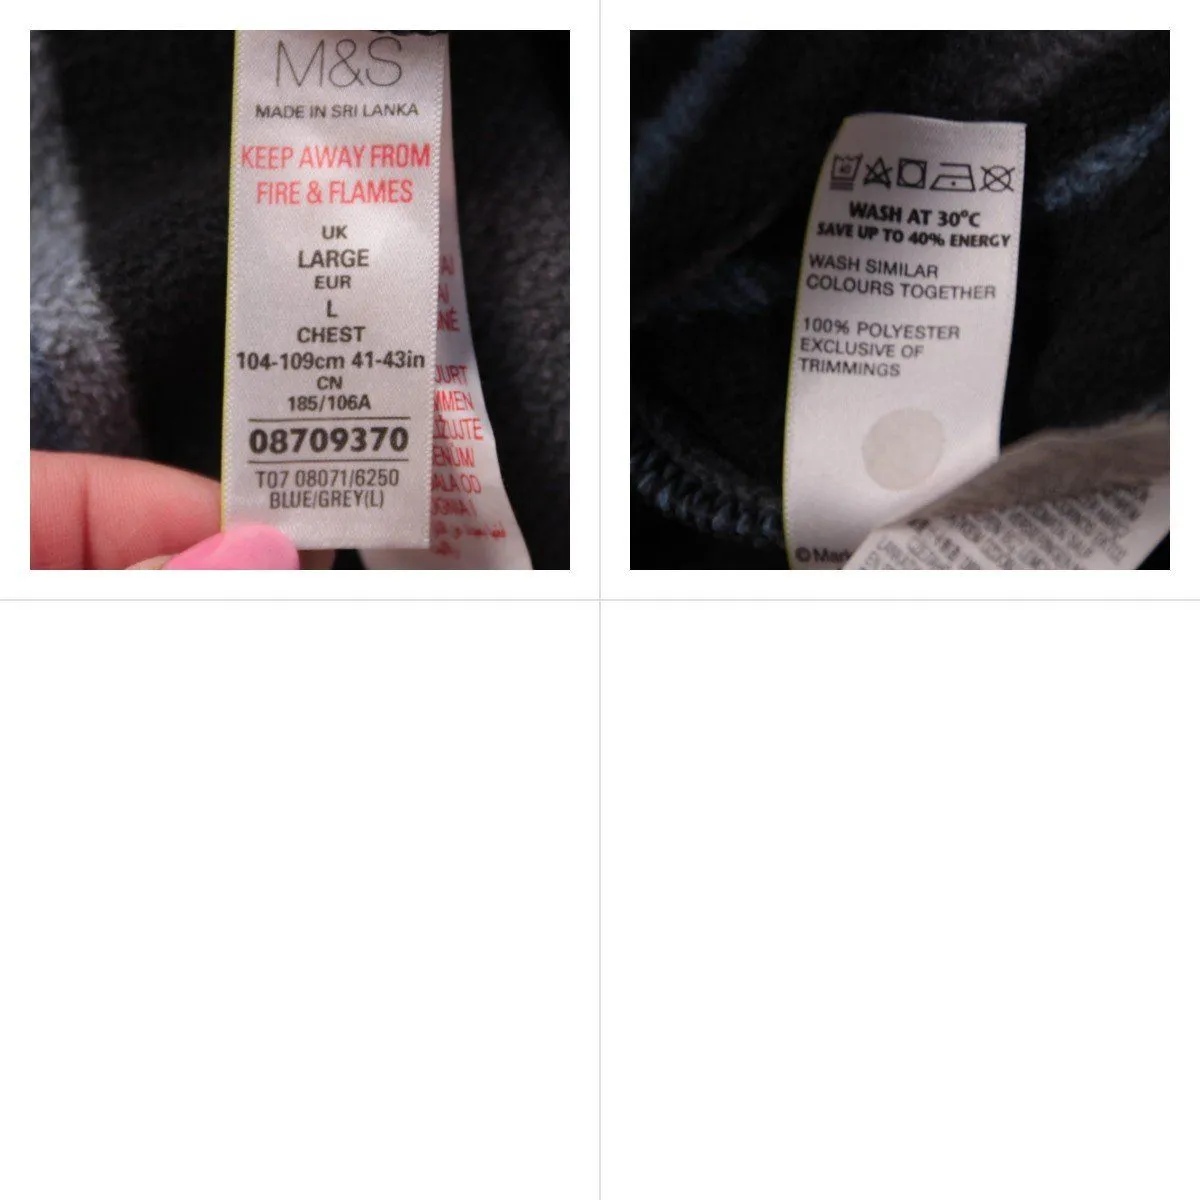 M&S
MADE IN SRI LANKA
KEEP AWAY FROM
FIRE & FLAMES
UK
LARGE
EUR
L
CHEST
104-109cm 41-43in
CN
185/106A
08709370
T07 08071/6250
BLUE/GREY(L)
40
WASH AT 30°C
SAVE UP TO 40% ENERGY
WASH SIMILAR
COLOURS TOGETHER
100% POLYESTER
EXCLUSIVE OF
TRIMMINGS
© Mark